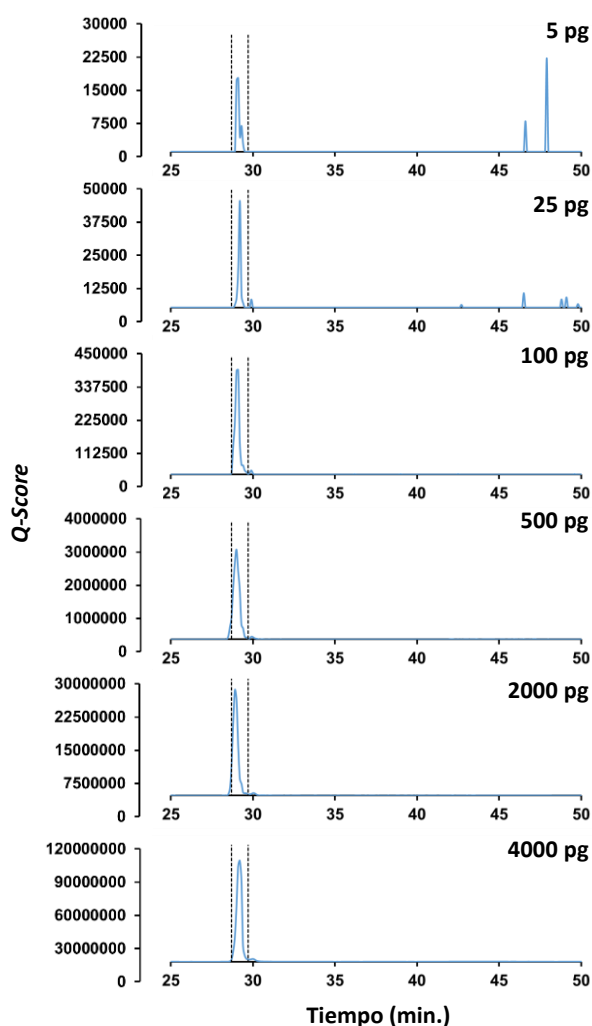 5 pg
30000
22500
15000
7500
0
25 30 35 40 45 50
25 pg
50000
37500
25000
12500
0
25 30 35 40 45 50
100 pg
450000
337500
225000
112500
0
25 30 35 40 45 50
500 pg
4000000
3000000
2000000
1000000
0
25 30 35 40 45 50
2000 pg
30000000
22500000
15000000
7500000
0
25 30 35 40 45 50
4000 pg
120000000
90000000
60000000
30000000
0
25 30 35 40 45 50
Q-Score
Tiempo (min.)